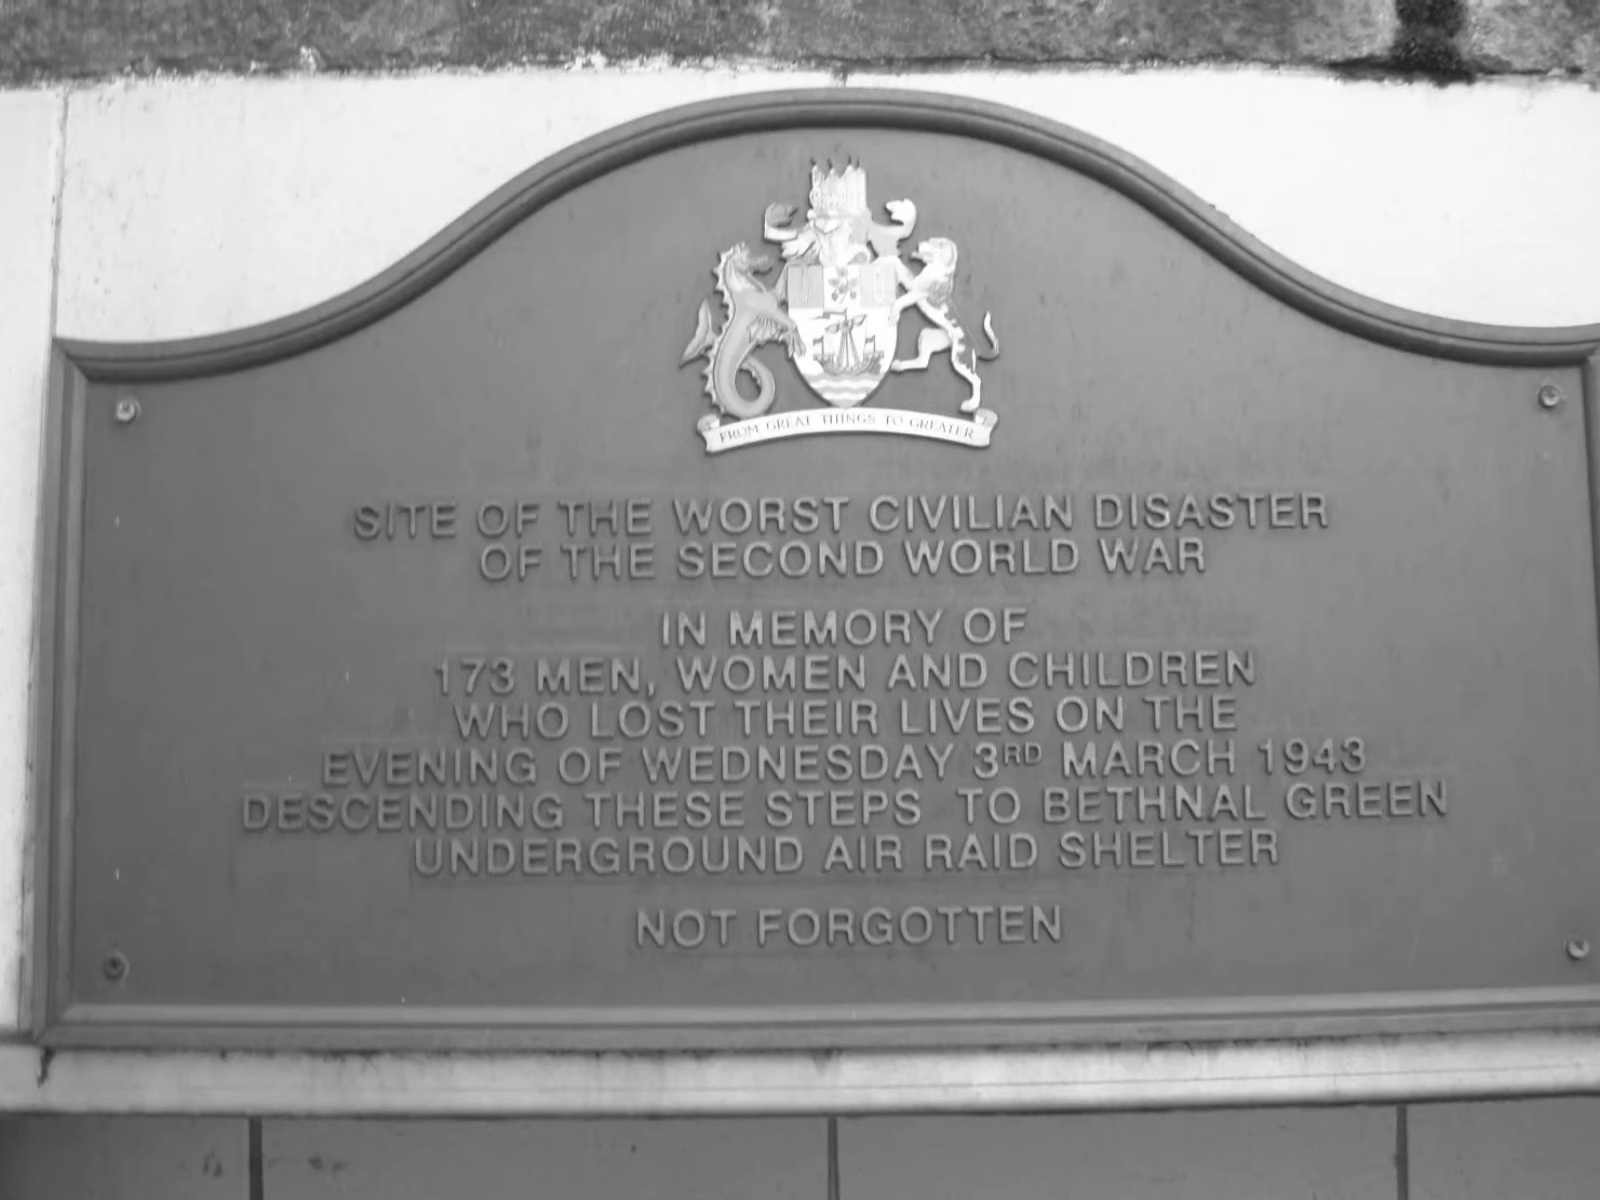 FROM GREAT THINGS TO GREATER
SITE OF THE WORST CIVILIAN DISASTER
OF THE SECOND WORLD WAR
IN MEMORY OF
173 MEN, WOMEN AND CHILDREN
WHO LOST THEIR LIVES ON THE
EVENING OF WEDNESDAY 3RD MARCH 1943
DESCENDING THESE STEPS TO BETHNAL GREEN
UNDERGROUND AIR RAID SHELTER
NOT FORGOTTEN